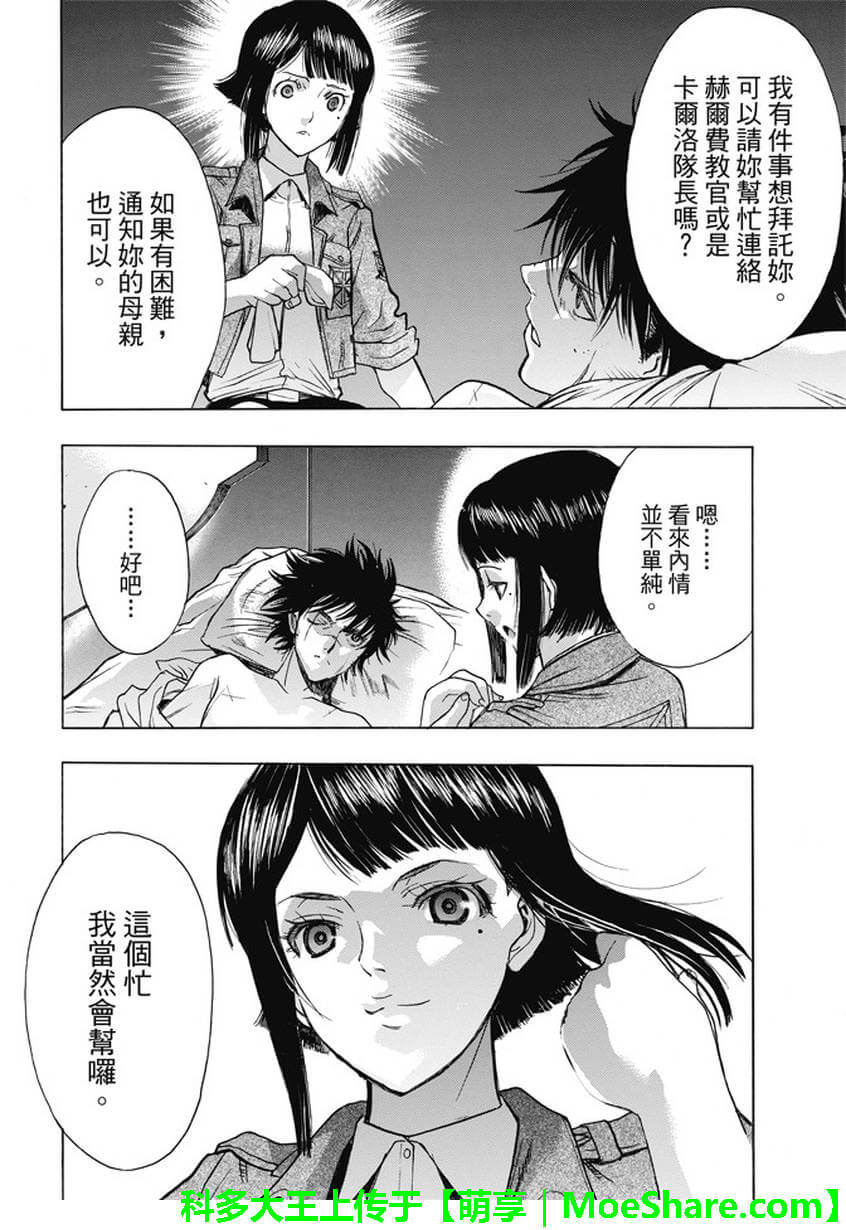 我有件事想拜託妳。
可以請妳幫忙連絡
赫爾費教官或是
卡爾洛隊長嗎？
如果有困難，
通知妳的母親
也可以。
嗯……
看來內情
並不單純。
……好吧…
這個忙
我當然會幫囉。
科多大王上传于【萌享｜MoeShare.com】